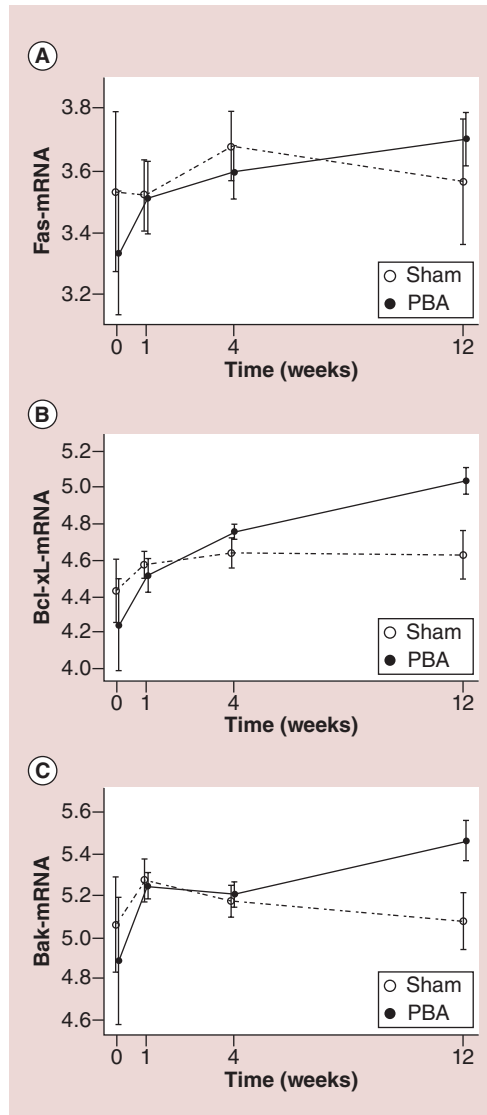 A
Fas-mRNA
3.8
3.6
3.4
3.2
Sham
PBA
0 1 4 12
Time (weeks)
B
Bcl-xL-mRNA
5.2
5.0
4.8
4.6
4.4
4.2
4.0
Sham
PBA
0 1 4 12
Time (weeks)
C
Bak-mRNA
5.6
5.4
5.2
5.0
4.8
4.6
Sham
PBA
0 1 4 12
Time (weeks)